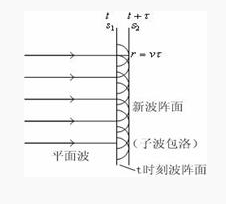 t t + τ
s₁ s₂
r = vτ
新波阵面
(子波包洛)
平面波
t时刻波阵面